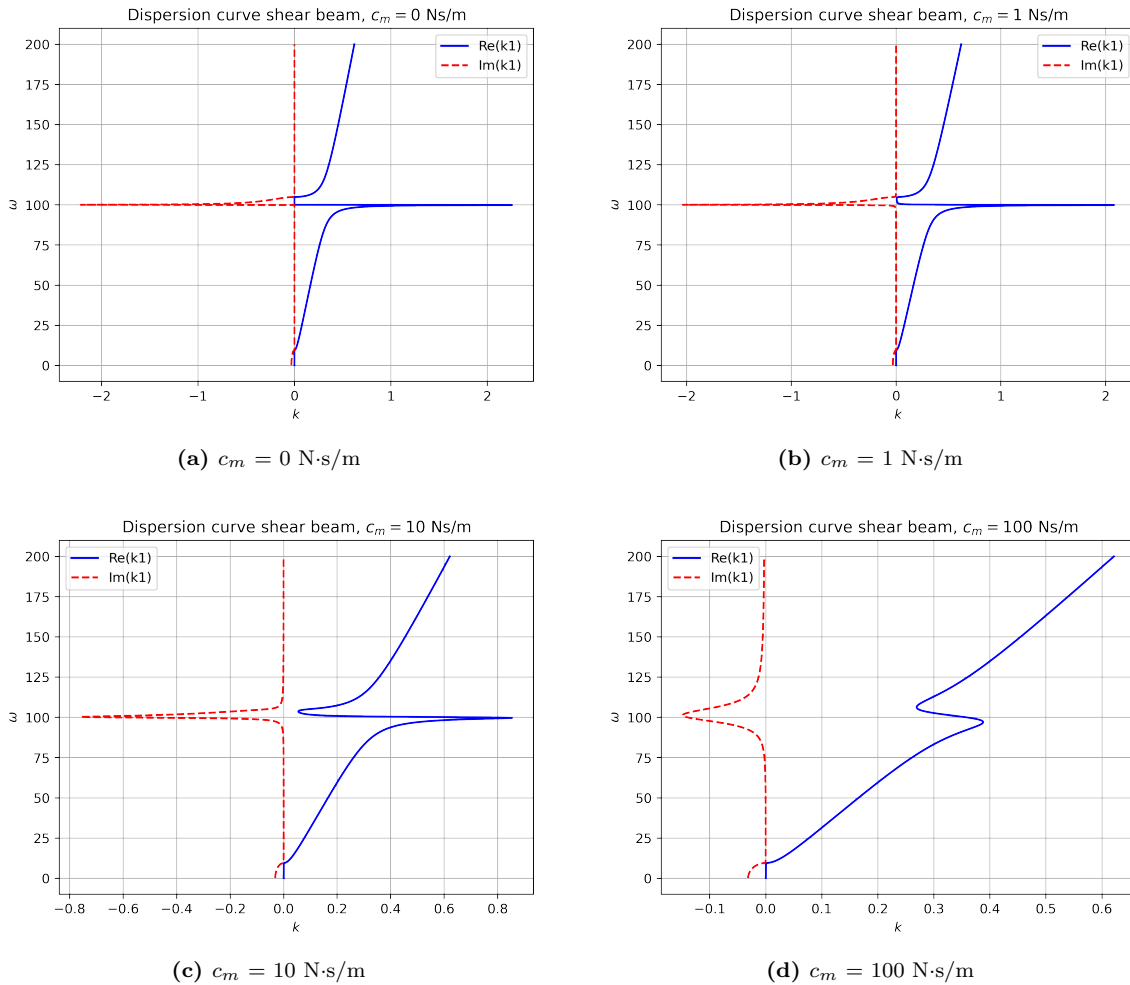 Dispersion curve shear beam, c_m = 0 Ns/m
Re(k1)
Im(k1)
200
175
150
125
100
75
50
25
0
ω
−2
−1
0
1
2
k
(a) c_m = 0 N·s/m
Dispersion curve shear beam, c_m = 1 Ns/m
Re(k1)
Im(k1)
200
175
150
125
100
75
50
25
0
ω
−2
−1
0
1
2
k
(b) c_m = 1 N·s/m
Dispersion curve shear beam, c_m = 10 Ns/m
Re(k1)
Im(k1)
200
175
150
125
100
75
50
25
0
ω
−0.8
−0.6
−0.4
−0.2
0.0
0.2
0.4
0.6
0.8
k
(c) c_m = 10 N·s/m
Dispersion curve shear beam, c_m = 100 Ns/m
Re(k1)
Im(k1)
200
175
150
125
100
75
50
25
0
ω
−0.1
0.0
0.1
0.2
0.3
0.4
0.5
0.6
k
(d) c_m = 100 N·s/m